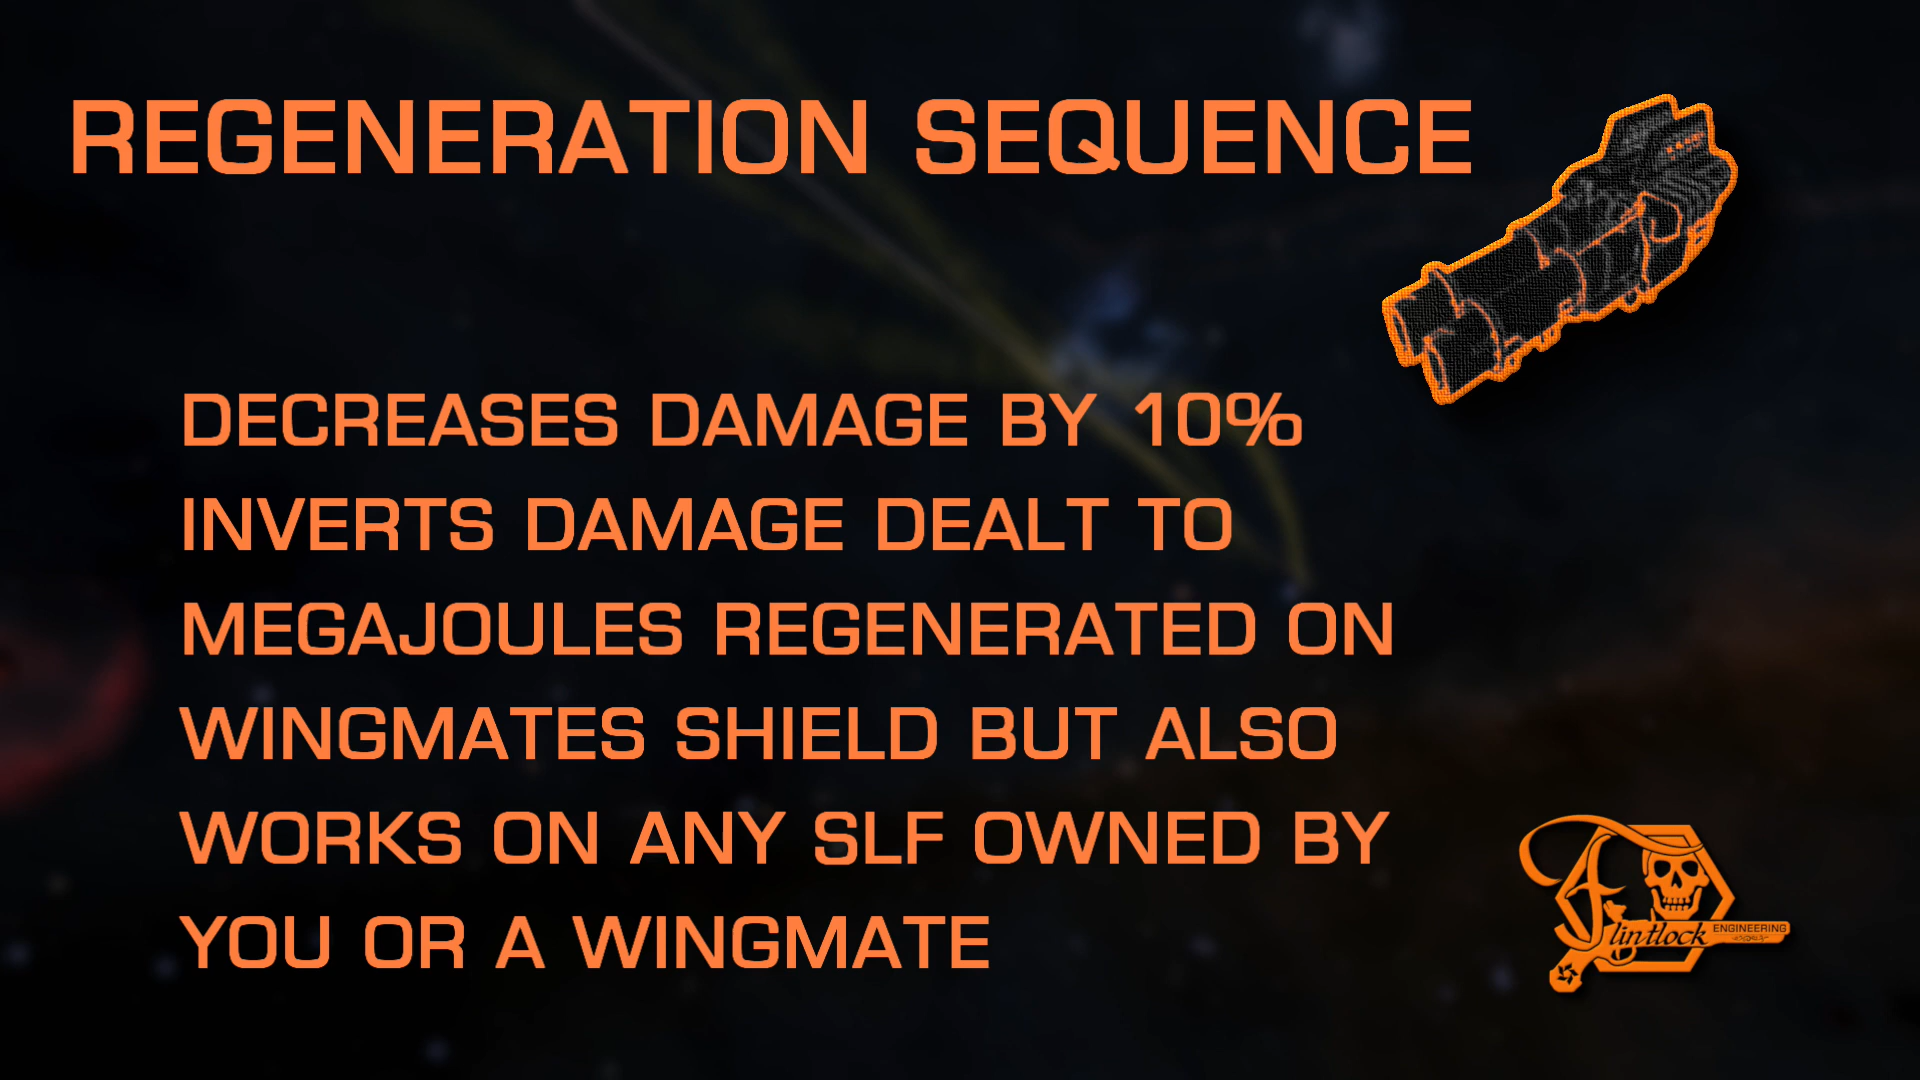 REGENERATION SEQUENCE
DECREASES DAMAGE BY 10%
INVERTS DAMAGE DEALT TO
MEGAJOULES REGENERATED ON
WINGMATES SHIELD BUT ALSO
WORKS ON ANY SLF OWNED BY
YOU OR A WINGMATE
Flintlock ENGINEERING